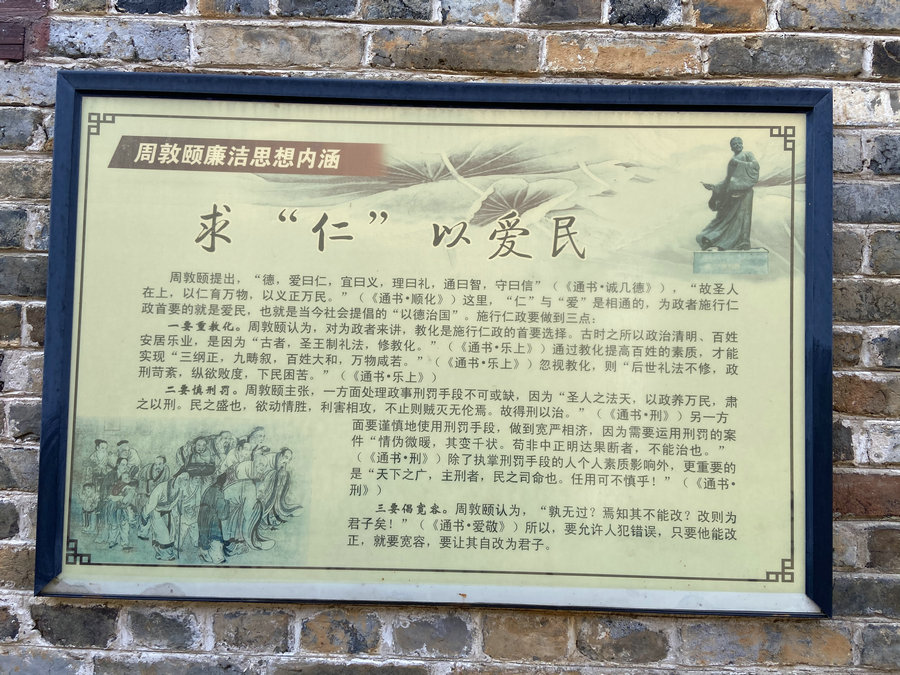 周敦颐廉洁思想内涵
求“仁”以爱民
周敦颐提出，“德，爱曰仁，宜曰义，理曰礼，通曰智，守曰信”（《通书·诚几德》），“故圣人
在上，以仁育万物，以义正万民。”（《通书·顺化》）这里，“仁”与“爱”是相通的，为政者施行仁
政首要的就是爱民，也就是当今社会提倡的“以德治国”。施行仁政要做到三点：
一要重教化。周敦颐认为，对为政者来讲，教化是施行仁政的首要选择。古时之所以政治清明、百姓
安居乐业，是因为“古者，圣王制礼法，修教化。”（《通书·乐上》）通过教化提高百姓的素质，才能
实现“三纲正，九畴叙，百姓大和，万物咸若。”（《通书·乐上》）忽视教化，则“后世礼法不修，政
刑苛紊，纵欲败度，下民困苦。”（《通书·乐上》）
二要慎刑罚。周敦颐主张，一方面处理政事刑罚手段不可或缺，因为“圣人之法天，以政养万民，肃
之以刑。民之盛也，欲动情胜，利害相攻，不止则贼灭无伦焉。故得刑以治。”（《通书·刑》）另一方
面要谨慎地使用刑罚手段，做到宽严相济，因为需要运用刑罚的案
件“情伪微暖，其变千状。苟非中正明达果断者，不能治也。”
（《通书·刑》）除了执掌刑罚手段的人个人素质影响外，更重要的
是“天下之广，主刑者，民之司命也。任用可不慎乎！”（《通书·
刑》）
三要倡宽容。周敦颐认为，“孰无过？焉知其不能改？改则为
君子矣！”（《通书·爱敬》）所以，要允许人犯错误，只要他能改
正，就要宽容，要让其自改为君子。